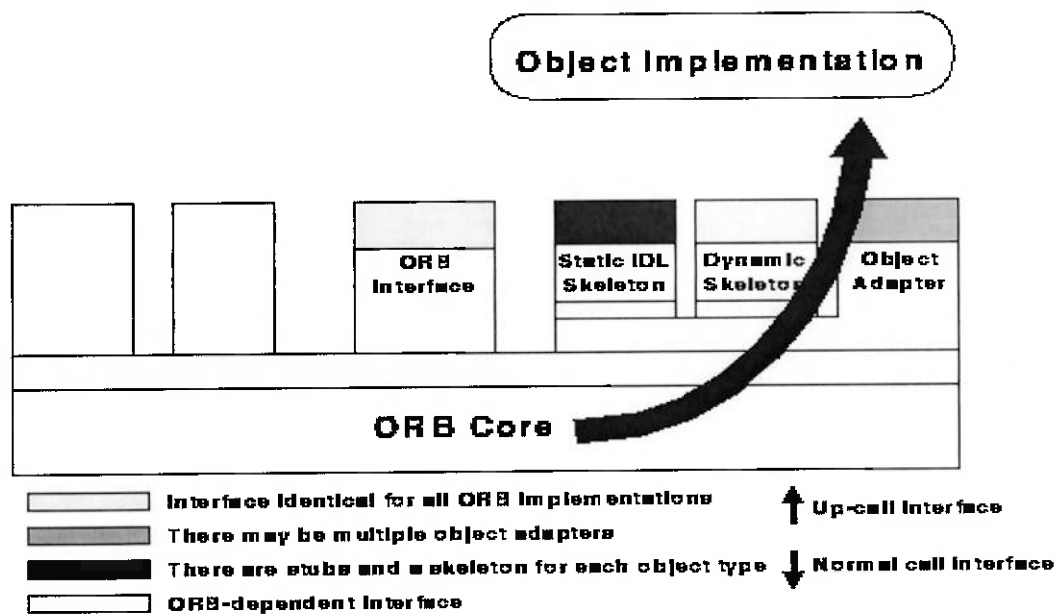 Object Implementation
ORB
Interface
Static IDL
Skeleton
Dynamic
Skeleton
Object
Adapter
ORB Core
Interface identical for all ORB implementations
There may be multiple object adapters
There are stubs and a skeleton for each object type
ORB-dependent interface
Up-call interface
Normal call interface